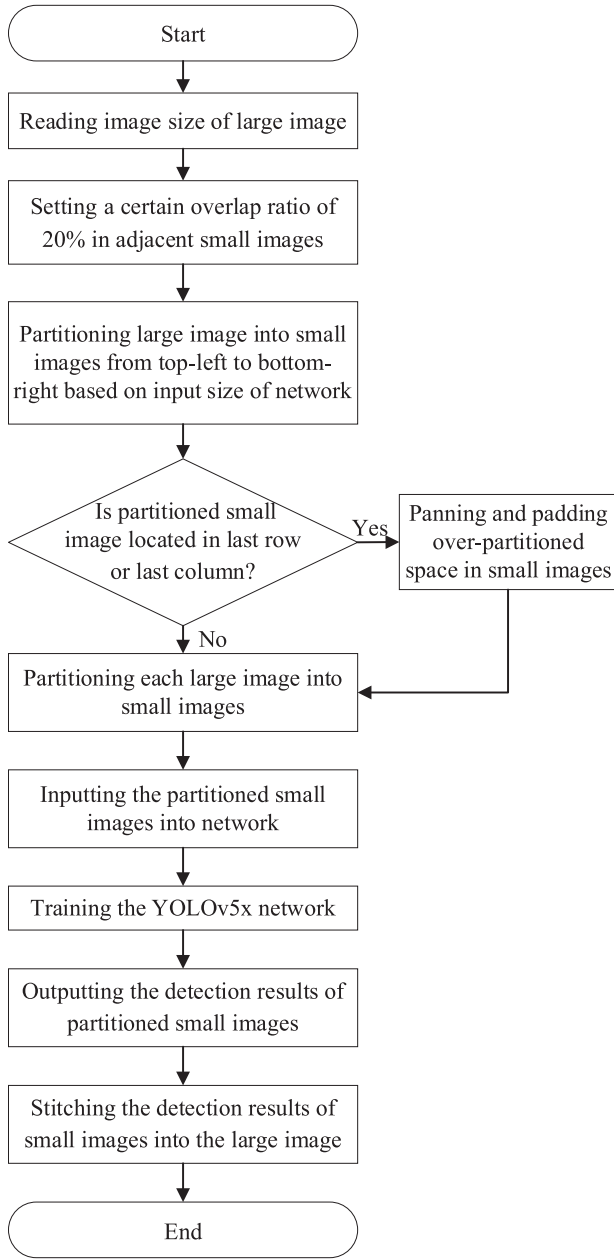 Start
Reading image size of large image
Setting a certain overlap ratio of
20% in adjacent small images
Partitioning large image into small
images from top-left to bottom-
right based on input size of network
Is partitioned small
image located in last row
or last column?
Yes
Panning and padding
over-partitioned
space in small images
No
Partitioning each large image into
small images
Inputting the partitioned small
images into network
Training the YOLOv5x network
Outputting the detection results of
partitioned small images
Stitching the detection results of
small images into the large image
End